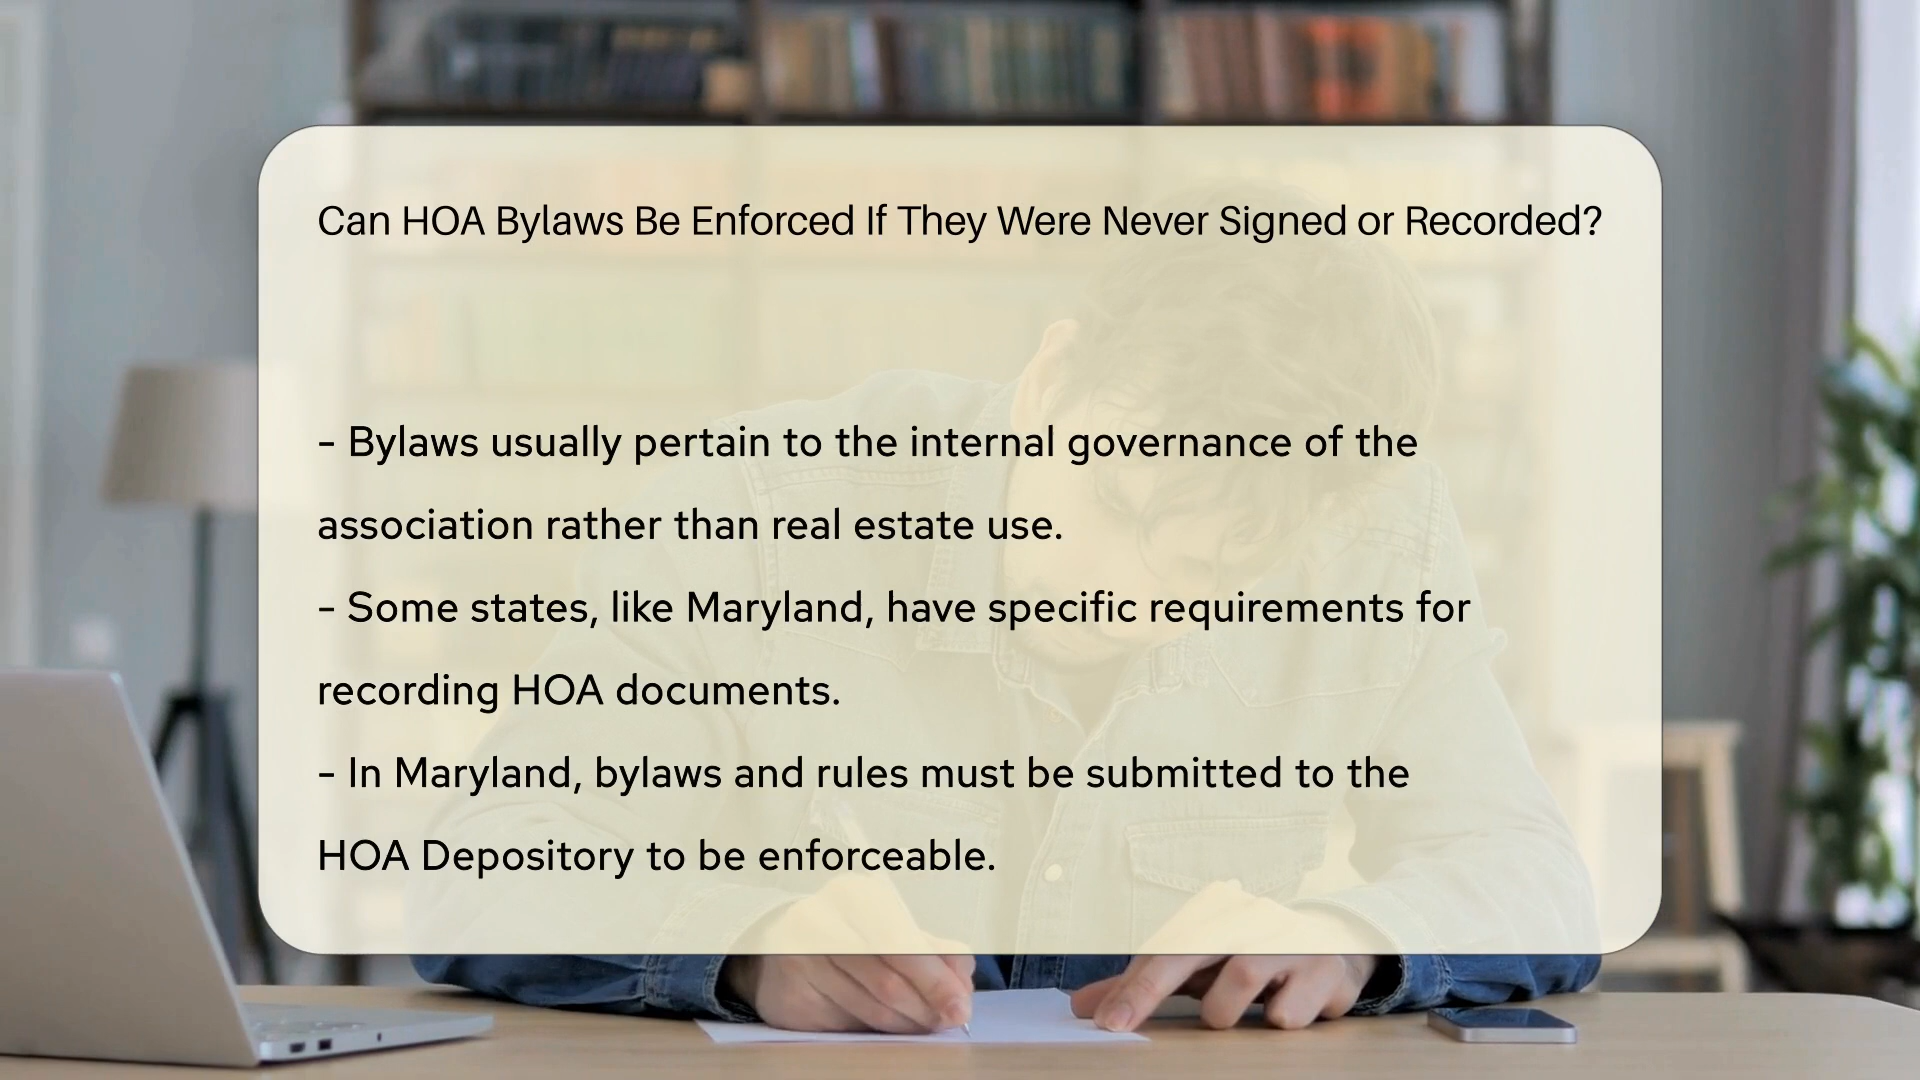 Can HOA Bylaws Be Enforced If They Were Never Signed or Recorded?
- Bylaws usually pertain to the internal governance of the
association rather than real estate use.
- Some states, like Maryland, have specific requirements for
recording HOA documents.
- In Maryland, bylaws and rules must be submitted to the
HOA Depository to be enforceable.